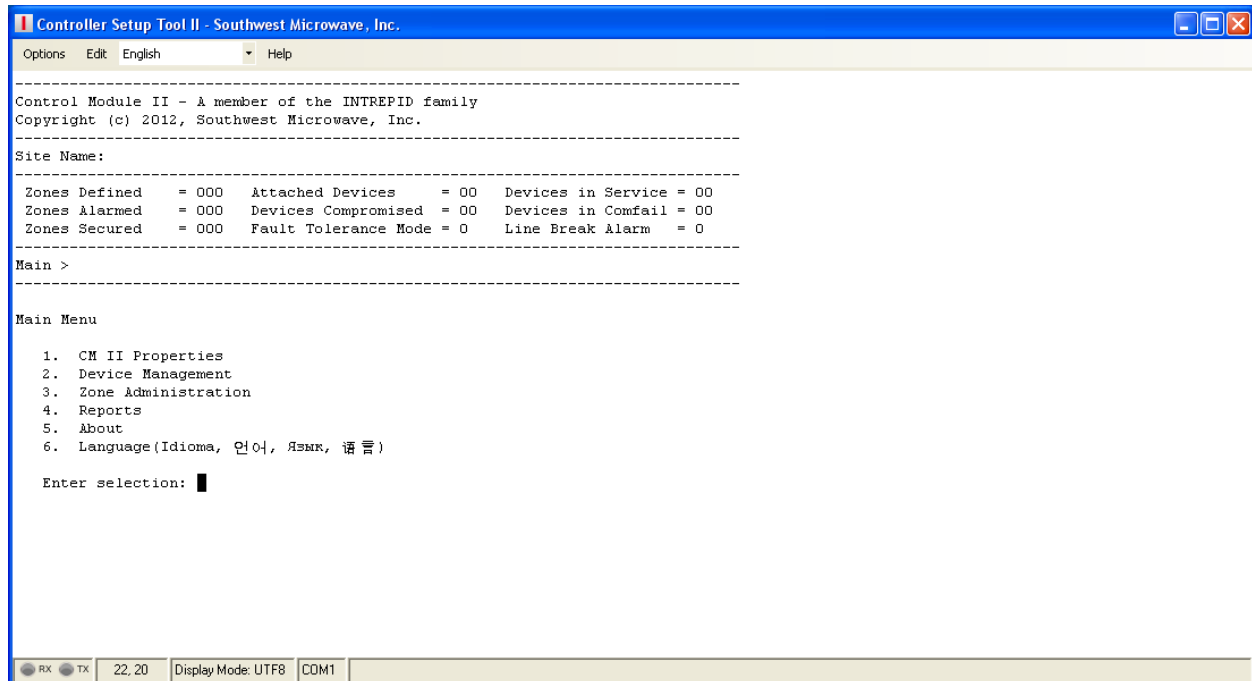 Controller Setup Tool II - Southwest Microwave, Inc.
Options Edit English Help
--------------------------------------------------------------------------------
Control Module II - A member of the INTREPID family
Copyright (c) 2012, Southwest Microwave, Inc.
--------------------------------------------------------------------------------
Site Name:
--------------------------------------------------------------------------------
Zones Defined = 000 Attached Devices = 00 Devices in Service = 00
Zones Alarmed = 000 Devices Compromised = 00 Devices in Comfail = 00
Zones Secured = 000 Fault Tolerance Mode = 0 Line Break Alarm = 0
--------------------------------------------------------------------------------
Main >
--------------------------------------------------------------------------------
Main Menu
1. CM II Properties
2. Device Management
3. Zone Administration
4. Reports
5. About
6. Language(Idioma, 언어, Язык, 语言)
Enter selection:
RX TX 22, 20 Display Mode: UTF8 COM1